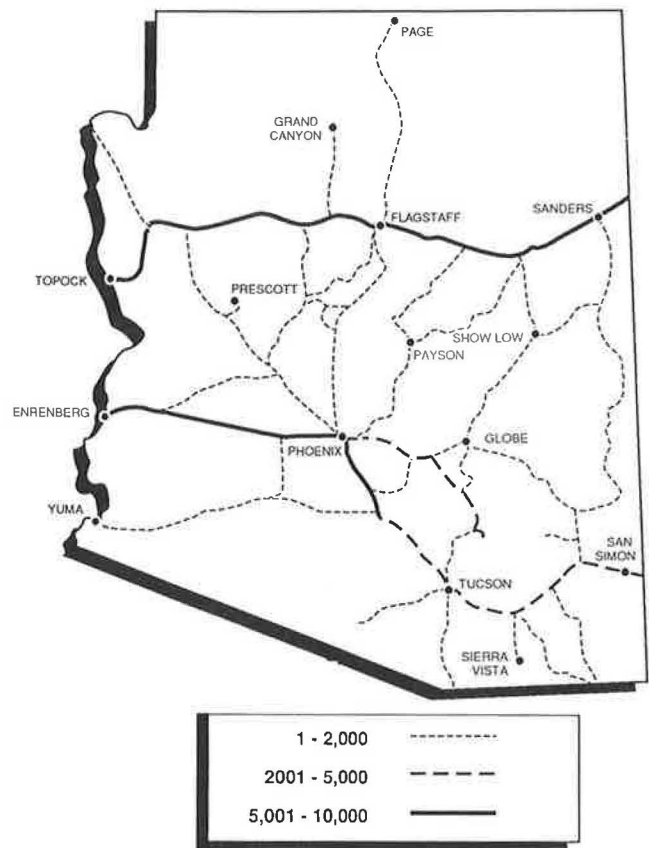 PAGE
GRAND
CANYON
FLAGSTAFF
SANDERS
TOPOCK
PRESCOTT
SHOW LOW
PAYSON
ENRENBERG
PHOENIX
GLOBE
YUMA
SAN
SIMON
TUCSON
SIERRA
VISTA
1 - 2,000
2001 - 5,000
5,001 - 10,000